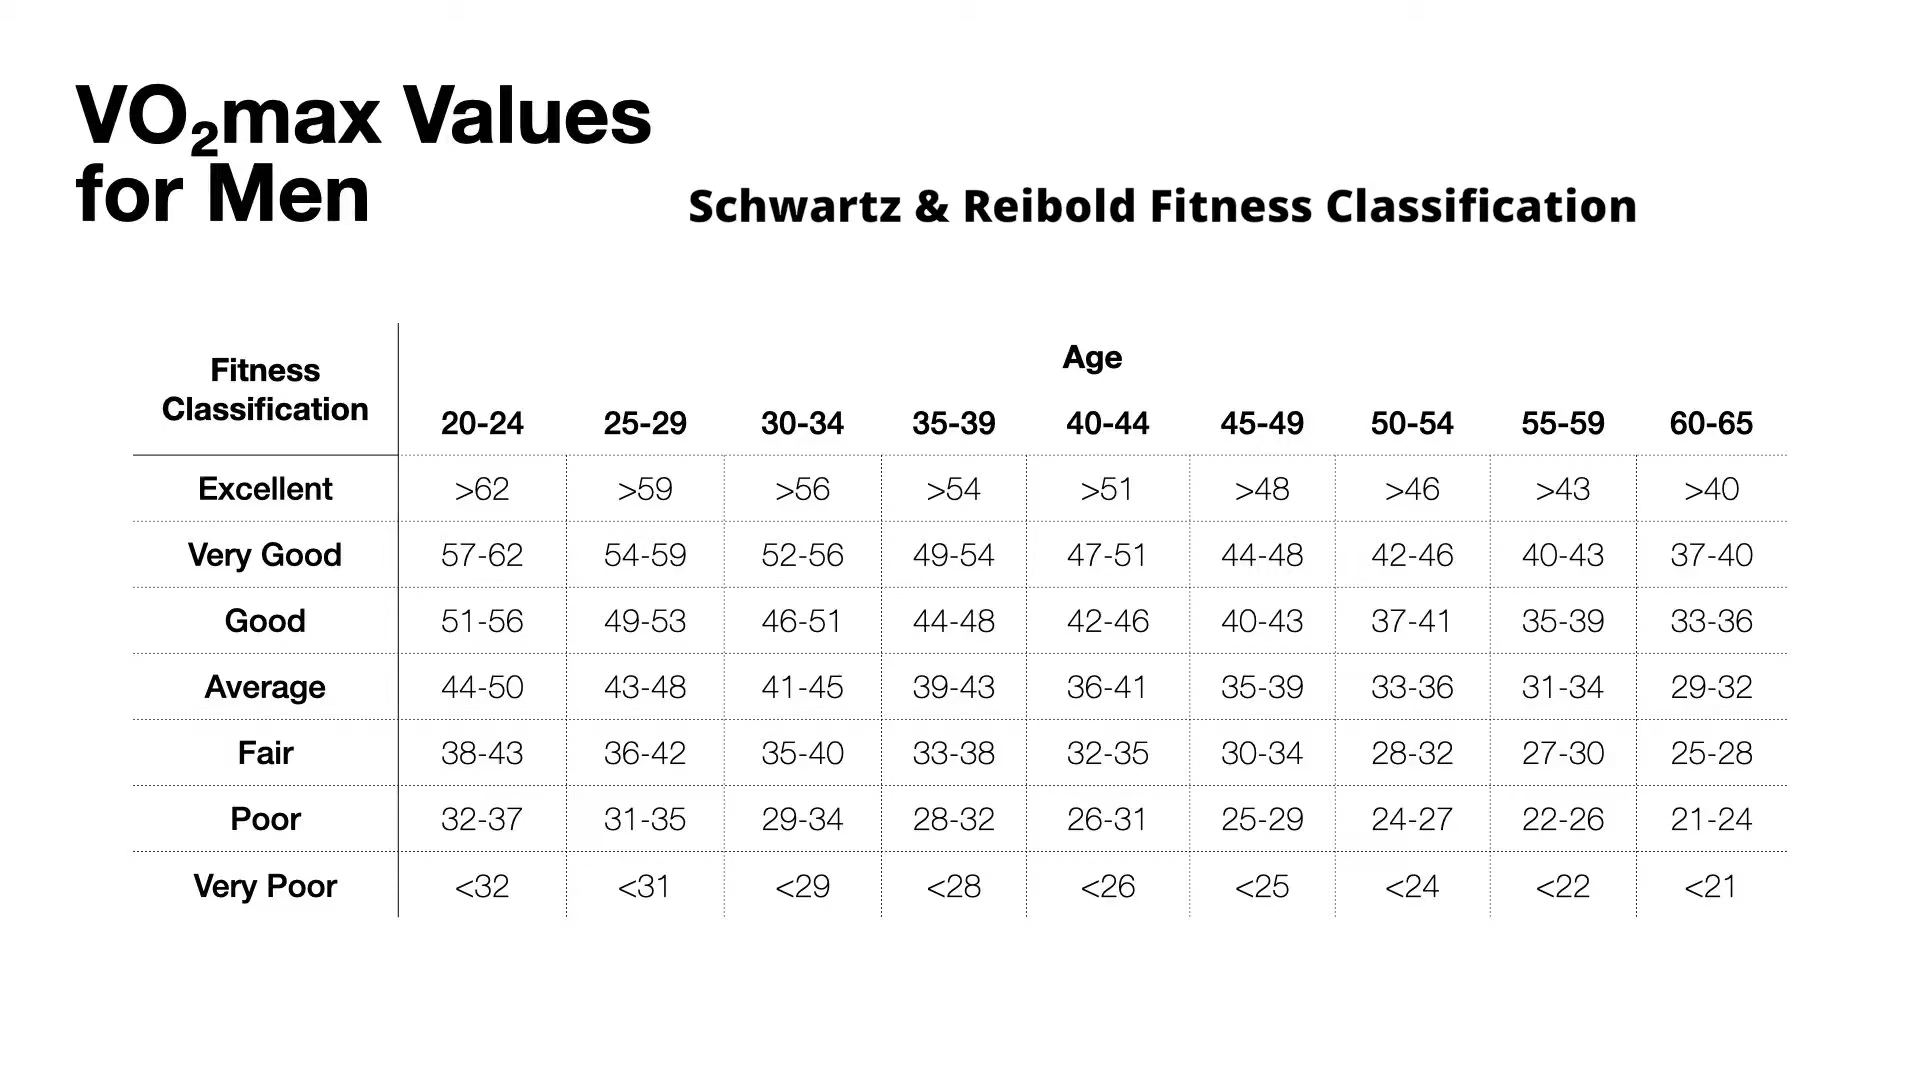 VO₂max Values
for Men
Schwartz & Reibold Fitness Classification
Fitness
Classification
Age
20-24 25-29 30-34 35-39 40-44 45-49 50-54 55-59 60-65
Excellent >62 >59 >56 >54 >51 >48 >46 >43 >40
Very Good 57-62 54-59 52-56 49-54 47-51 44-48 42-46 40-43 37-40
Good 51-56 49-53 46-51 44-48 42-46 40-43 37-41 35-39 33-36
Average 44-50 43-48 41-45 39-43 36-41 35-39 33-36 31-34 29-32
Fair 38-43 36-42 35-40 33-38 32-35 30-34 28-32 27-30 25-28
Poor 32-37 31-35 29-34 28-32 26-31 25-29 24-27 22-26 21-24
Very Poor <32 <31 <29 <28 <26 <25 <24 <22 <21